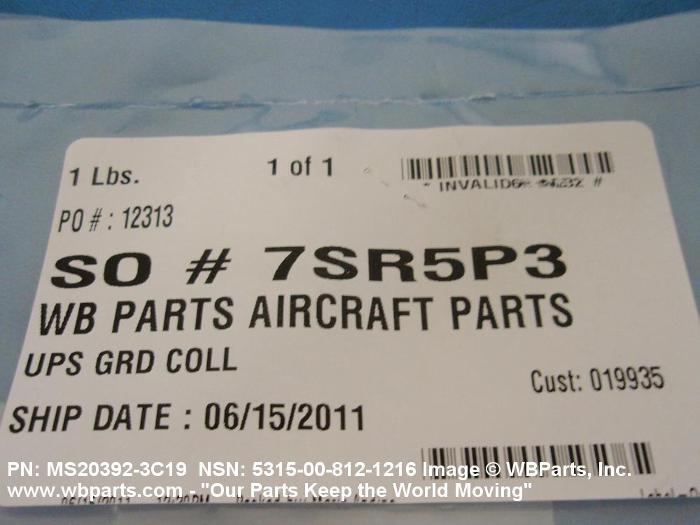 1 Lbs.
1 of 1
PO # : 12313
SO # 7SR5P3
WB PARTS AIRCRAFT PARTS
UPS GRD COLL
Cust: 019935
SHIP DATE : 06/15/2011
PN: MS20392-3C19 NSN: 5315-00-812-1216 Image © WBParts, Inc.
www.wbparts.com - "Our Parts Keep the World Moving"